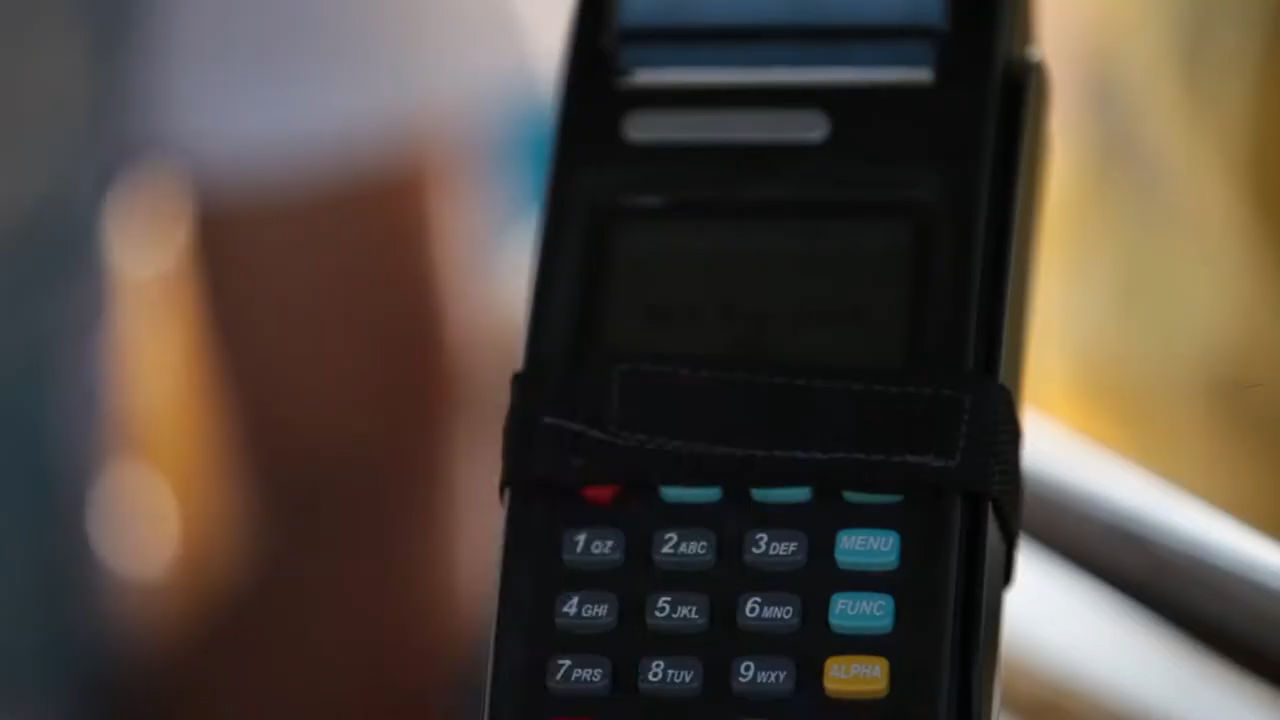 1 QZ 2 ABC 3 DEF MENU
4 GHI 5 JKL 6 MNO FUNC
7 PRS 8 TUV 9 WXY ALPHA